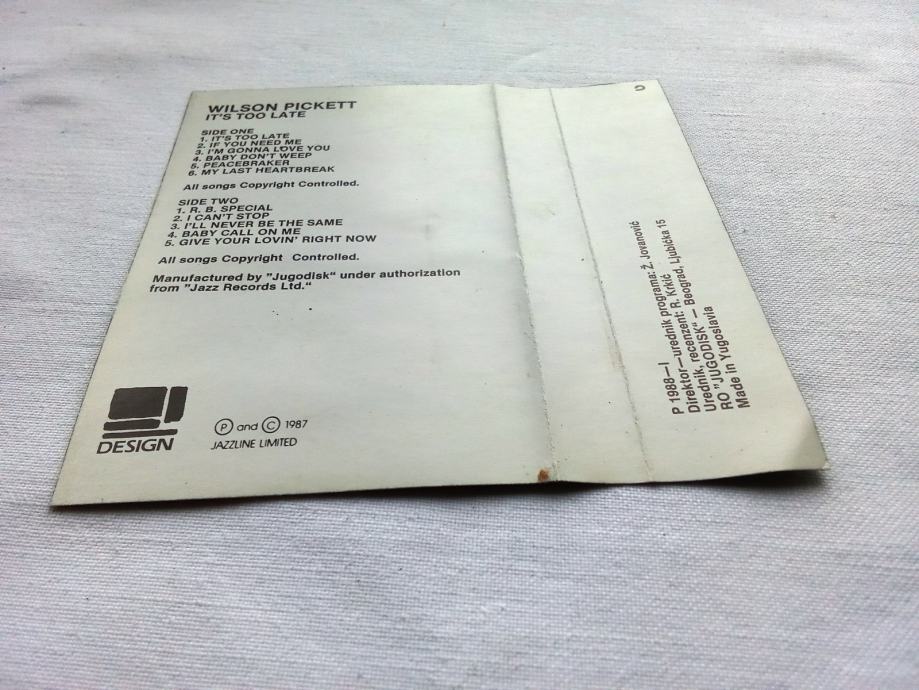 WILSON PICKETT
IT'S TOO LATE
SIDE ONE
1. IT'S TOO LATE
2. IF YOU NEED ME
3. I'M GONNA LOVE YOU
4. BABY DON'T WEEP
5. PEACEBRAKER
6. MY LAST HEARTBREAK
All songs Copyright Controlled.
SIDE TWO
1. R. B. SPECIAL
2. I CAN'T STOP
3. I'LL NEVER BE THE SAME
4. BABY CALL ON ME
5. GIVE YOUR LOVIN' RIGHT NOW
All songs Copyright Controlled.
Manufactured by "Jugodisk" under authorization
from "Jazz Records Ltd."
DESIGN
Ⓟ and Ⓒ 1987
JAZZLINE LIMITED
P 1988—I
Direktor—urednik programa: Ž. Jovanović
Urednik, recenzent: R. Krkić
RO "JUGODISK" — Beograd, Ljubička 15
Made in Yugoslavia